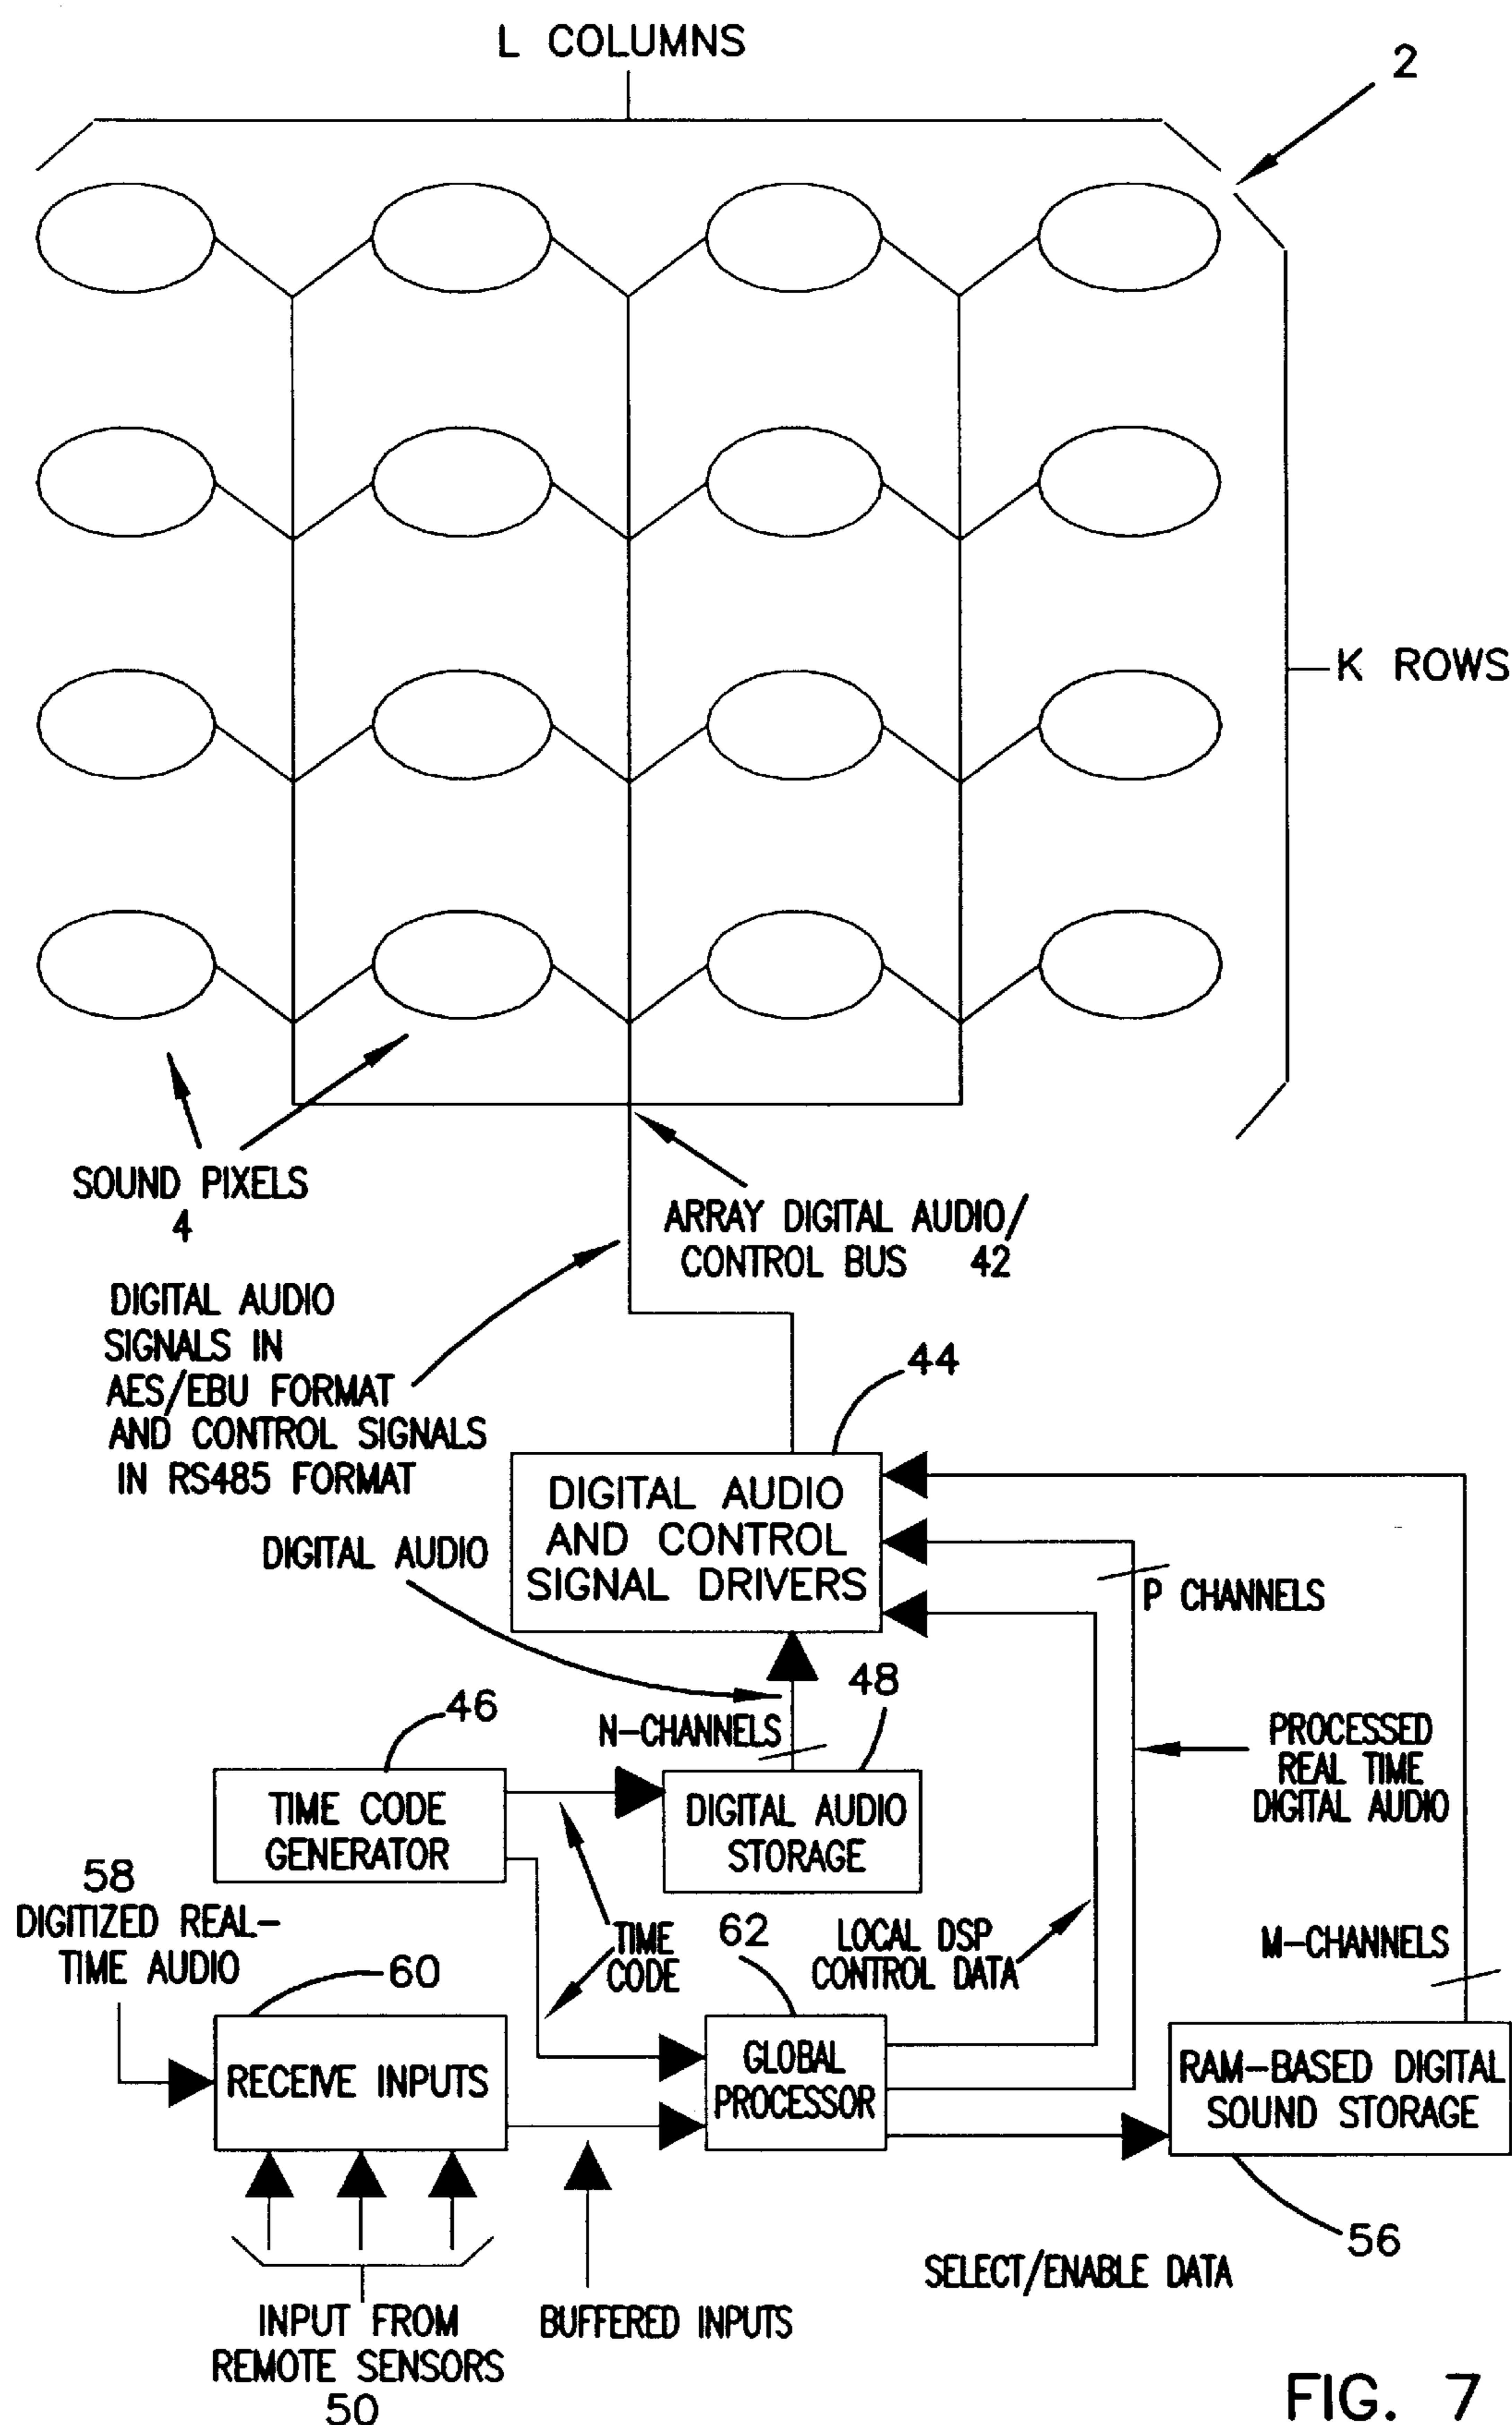 L COLUMNS
2
K ROWS
SOUND PIXELS
4
ARRAY DIGITAL AUDIO/
CONTROL BUS 42
DIGITAL AUDIO
SIGNALS IN
AES/EBU FORMAT
AND CONTROL SIGNALS
IN RS485 FORMAT
44
DIGITAL AUDIO
AND CONTROL
SIGNAL DRIVERS
DIGITAL AUDIO
P CHANNELS
48
46
N-CHANNELS
PROCESSED
REAL TIME
DIGITAL AUDIO
TIME CODE
GENERATOR
DIGITAL AUDIO
STORAGE
58
DIGITIZED REAL-
TIME AUDIO
60
TIME
CODE
62
LOCAL DSP
CONTROL DATA
M-CHANNELS
RECEIVE INPUTS
GLOBAL
PROCESSOR
RAM-BASED DIGITAL
SOUND STORAGE
56
SELECT/ENABLE DATA
INPUT FROM
REMOTE SENSORS
50
BUFFERED INPUTS
FIG. 7